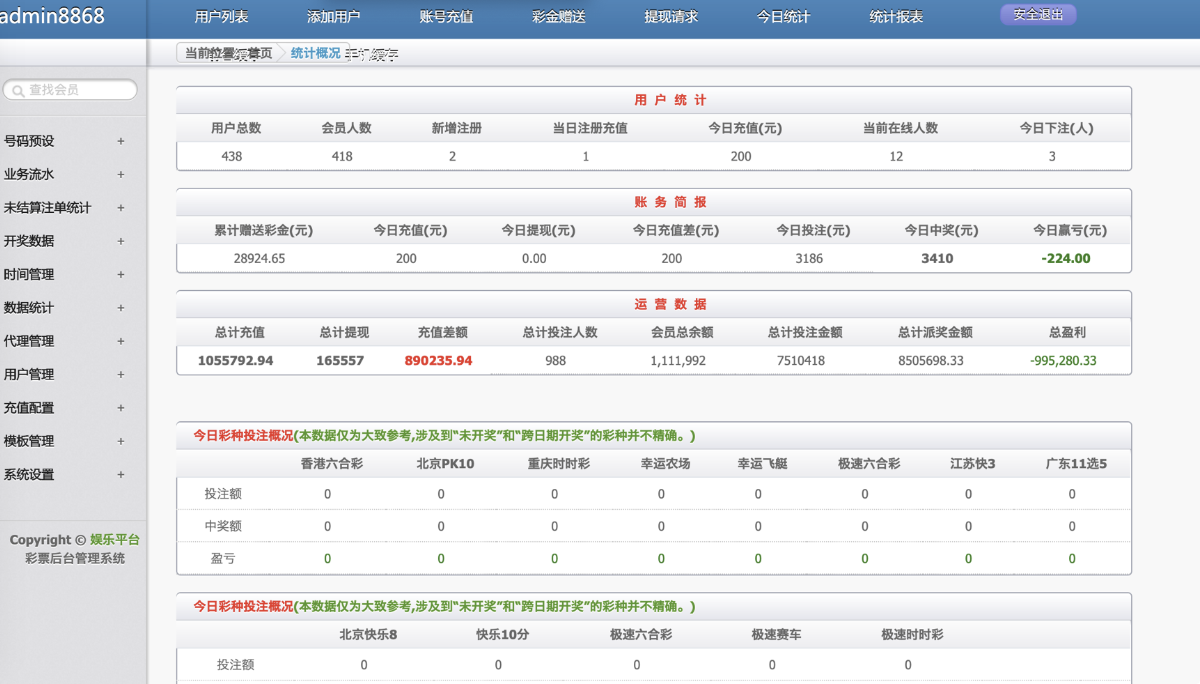 admin8868 用户列表 添加用户 账号充值 彩金赠送 提现请求 今日统计 统计报表 安全退出
当前位置：首页 统计概况 手机缓存
查找会员
号码预设 +
业务流水 +
未结算注单统计 +
开奖数据 +
时间管理 +
数据统计 +
代理管理 +
用户管理 +
充值配置 +
模板管理 +
系统设置 +
Copyright © 娱乐平台
彩票后台管理系统
用户统计
用户总数 会员人数 新增注册 当日注册充值 今日充值(元) 当前在线人数 今日下注(人)
438 418 2 1 200 12 3
账务简报
累计赠送彩金(元) 今日充值(元) 今日提现(元) 今日充值差(元) 今日投注(元) 今日中奖(元) 今日赢亏(元)
28924.65 200 0.00 200 3186 3410 -224.00
运营数据
总计充值 总计提现 充值差额 总计投注人数 会员总余额 总计投注金额 总计派奖金额 总盈利
1055792.94 165557 890235.94 988 1,111,992 7510418 8505698.33 -995,280.33
今日彩种投注概况(本数据仅为大致参考,涉及到“未开奖”和“跨日期开奖”的彩种并不精确。)
香港六合彩 北京PK10 重庆时时彩 幸运农场 幸运飞艇 极速六合彩 江苏快3 广东11选5
投注额 0 0 0 0 0 0 0 0
中奖额 0 0 0 0 0 0 0 0
盈亏 0 0 0 0 0 0 0 0
今日彩种投注概况(本数据仅为大致参考,涉及到“未开奖”和“跨日期开奖”的彩种并不精确。)
北京快乐8 快乐10分 极速六合彩 极速赛车 极速时时彩
投注额 0 0 0 0 0